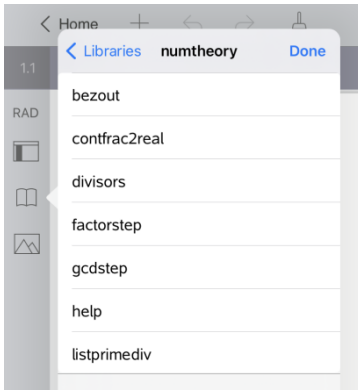 Home
Libraries numtheory Done
1.1
bezout
RAD
contfrac2real
divisors
factorstep
gcdstep
help
listprimediv